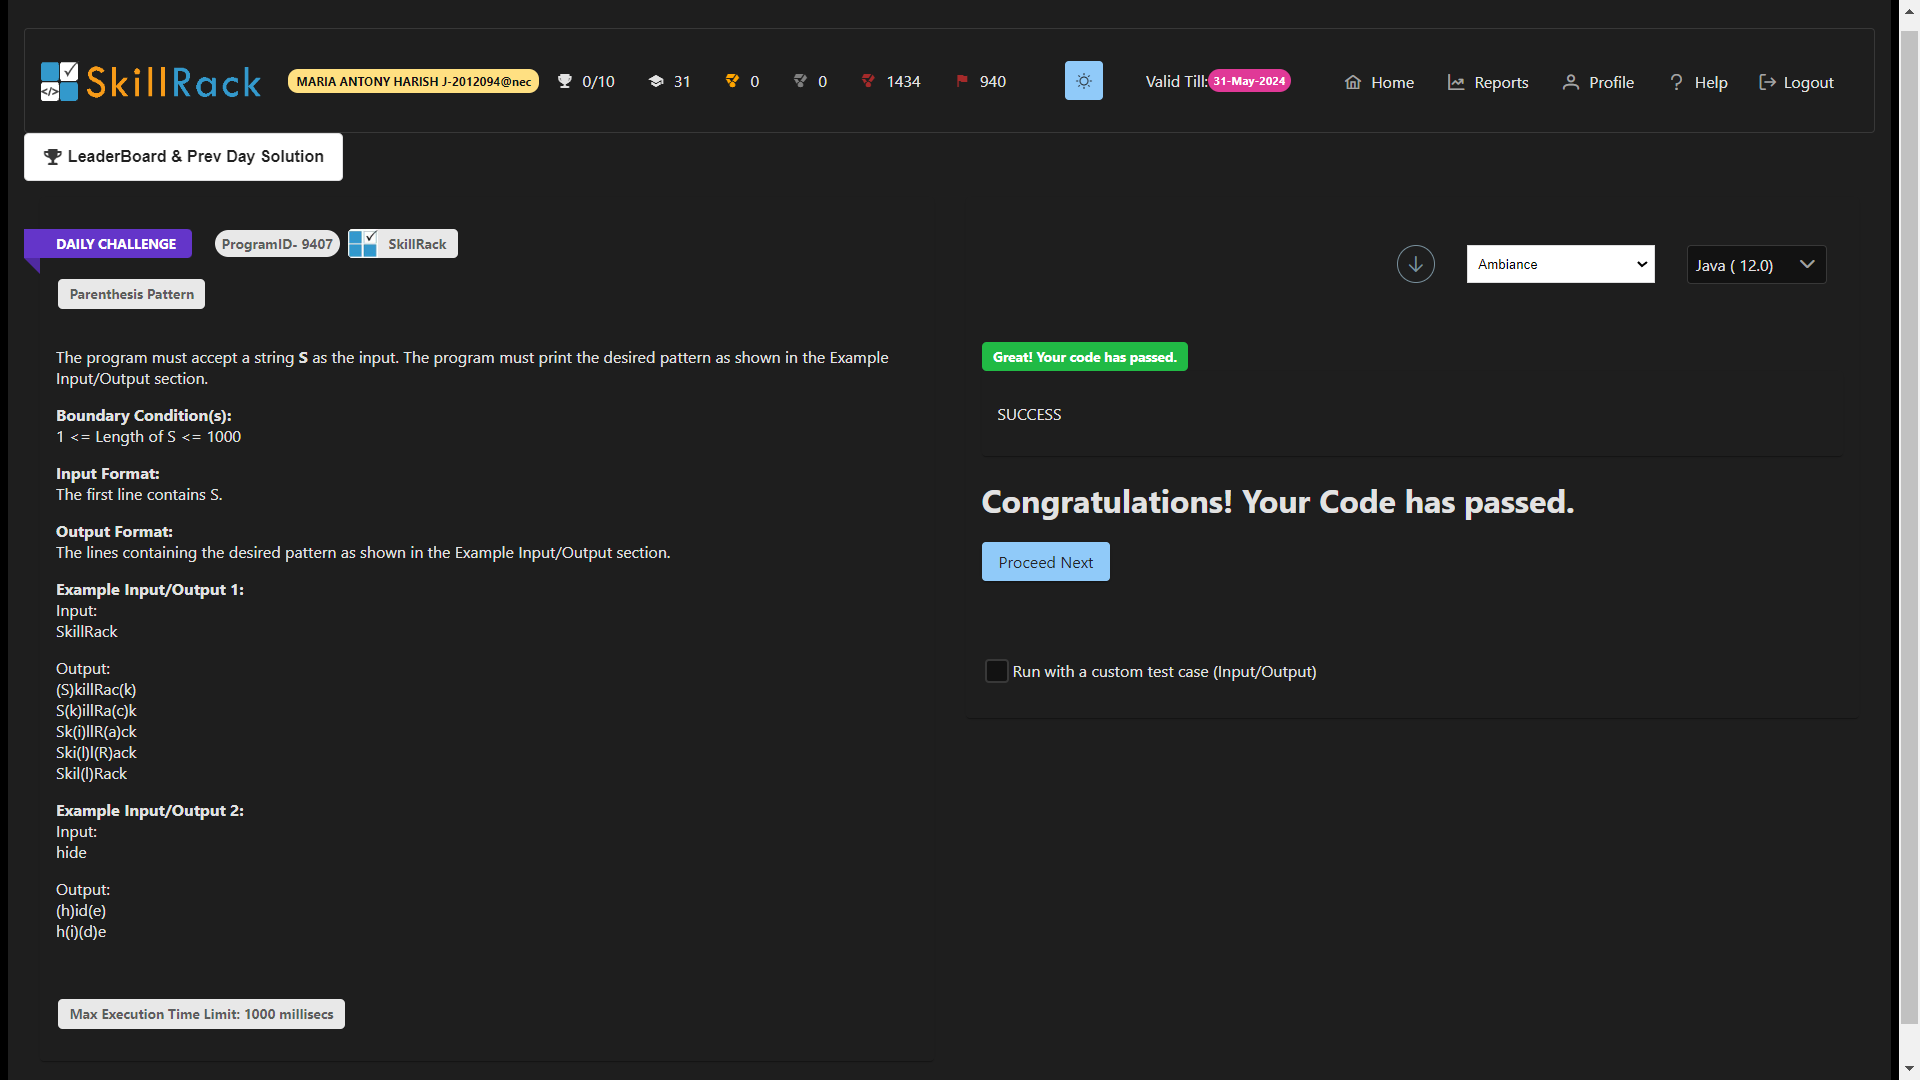 SkillRack
MARIA ANTONY HARISH J-2012094@nec
0/10
31
0
0
1434
940
Valid Till:31-May-2024
Home
Reports
Profile
Help
Logout
LeaderBoard & Prev Day Solution
DAILY CHALLENGE
ProgramID- 9407
SkillRack
Ambiance
Java ( 12.0)
Parenthesis Pattern
The program must accept a string S as the input. The program must print the desired pattern as shown in the Example
Input/Output section.
Boundary Condition(s):
1 <= Length of S <= 1000
Input Format:
The first line contains S.
Output Format:
The lines containing the desired pattern as shown in the Example Input/Output section.
Example Input/Output 1:
Input:
SkillRack
Output:
(S)killRac(k)
S(k)illRa(c)k
Sk(i)llR(a)ck
Ski(l)l(R)ack
Skil(l)Rack
Example Input/Output 2:
Input:
hide
Output:
(h)id(e)
h(i)(d)e
Max Execution Time Limit: 1000 millisecs
Great! Your code has passed.
SUCCESS
Congratulations! Your Code has passed.
Proceed Next
Run with a custom test case (Input/Output)